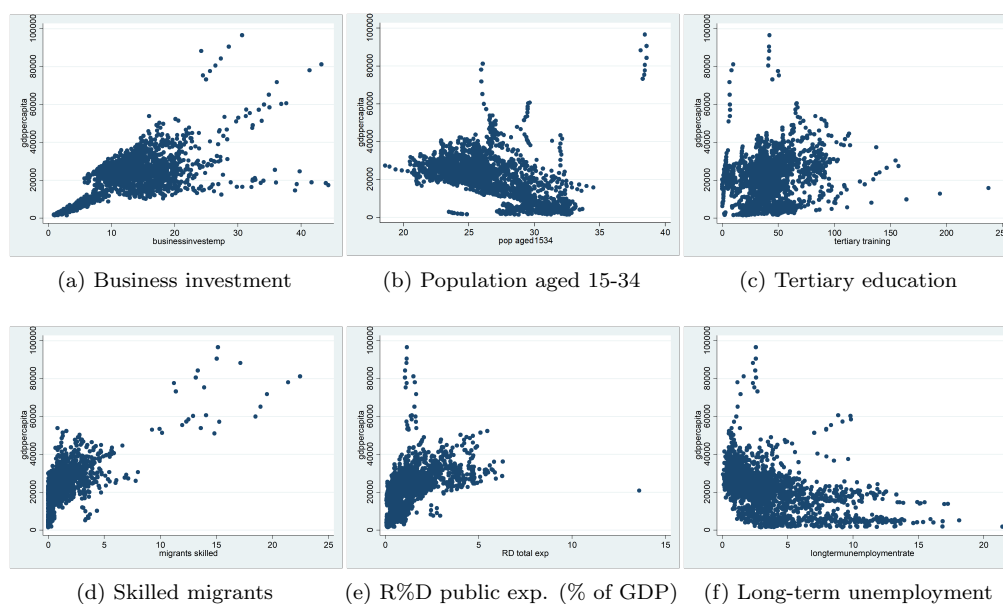 gdppercapita
0 20000 40000 60000 80000 100000
0 10 20 30 40
businessinvestemp
(a) Business investment
gdppercapita
0 20000 40000 60000 80000 100000
20 25 30 35 40
pop aged1534
(b) Population aged 15-34
gdppercapita
0 20000 40000 60000 80000 100000
0 50 100 150 200 25
tertiary training
(c) Tertiary education
gdppercapita
0 20000 40000 60000 80000 100000
0 5 10 15 20 25
migrants skilled
(d) Skilled migrants
gdppercapita
0 20000 40000 60000 80000 100000
0 5 10 15
RD total exp
(e) R%D public exp. (% of GDP)
gdppercapita
0 20000 40000 60000 80000 100000
0 5 10 15 20
longtermunemploymentrate
(f) Long-term unemployment